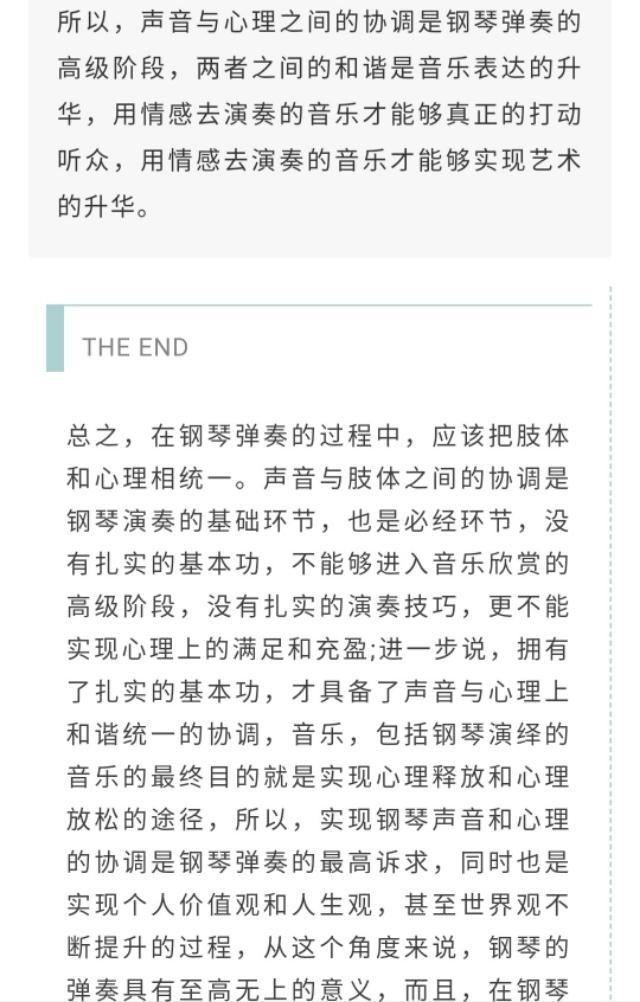 所以，声音与心理之间的协调是钢琴弹奏的
高级阶段，两者之间的和谐是音乐表达的升
华，用情感去演奏的音乐才能够真正的打动
听众，用情感去演奏的音乐才能够实现艺术
的升华。
THE END
总之，在钢琴弹奏的过程中，应该把肢体
和心理相统一。声音与肢体之间的协调是
钢琴演奏的基础环节，也是必经环节，没
有扎实的基本功，不能够进入音乐欣赏的
高级阶段，没有扎实的演奏技巧，更不能
实现心理上的满足和充盈;进一步说，拥有
了扎实的基本功，才具备了声音与心理上
和谐统一的协调，音乐，包括钢琴演绎的
音乐的最终目的就是实现心理释放和心理
放松的途径，所以，实现钢琴声音和心理
的协调是钢琴弹奏的最高诉求，同时也是
实现个人价值观和人生观，甚至世界观不
断提升的过程，从这个角度来说，钢琴的
弹奏具有至高无上的意义，而且，在钢琴